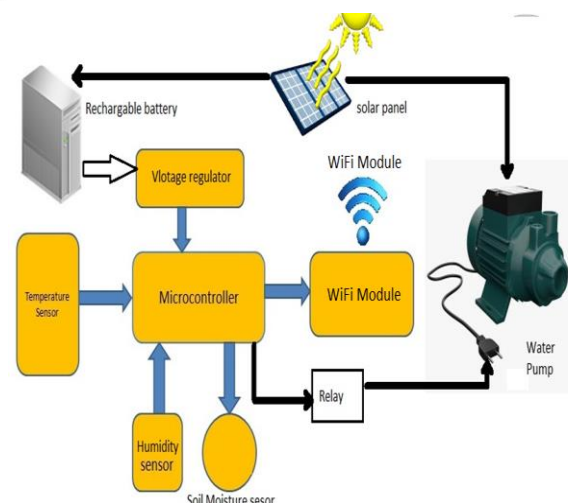 Rechargable battery
solar panel
Vlotage regulator
WiFi Module
Temperature
Sensor
Microcontroller
WiFi Module
Water
Pump
Relay
Humidity
sensor
Soil Moisture sesor